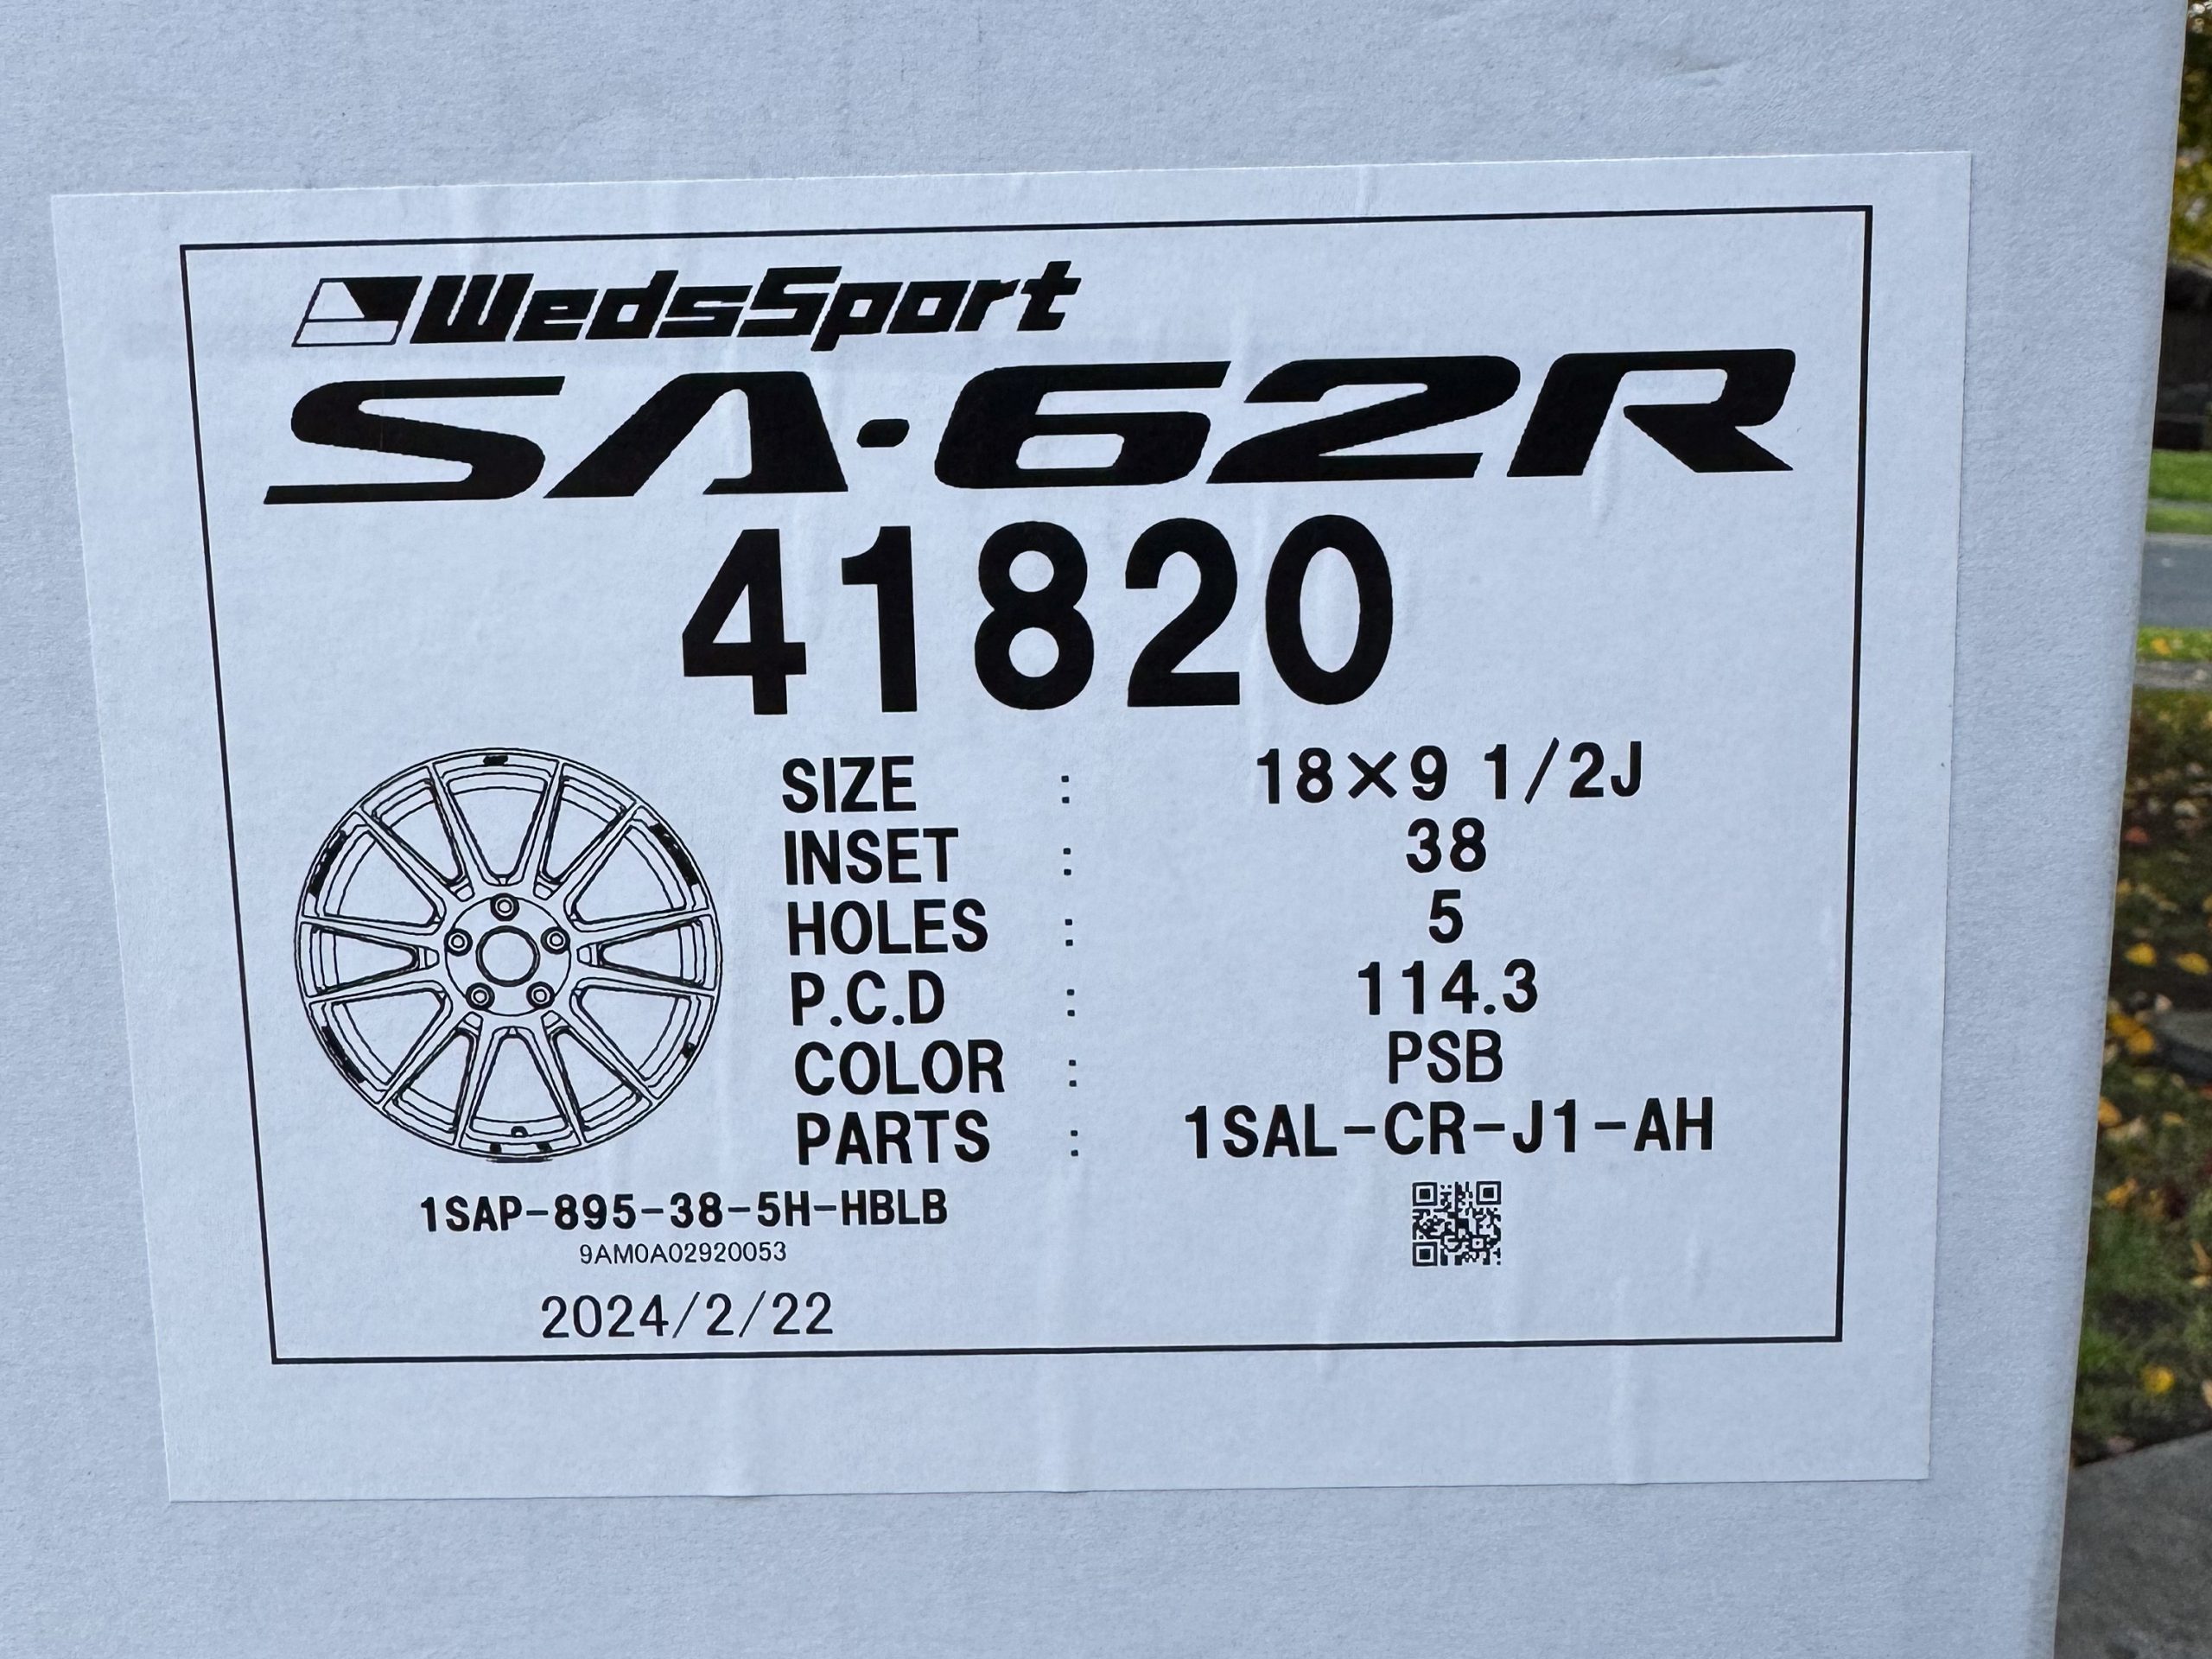 WedsSport
SA-62R
41820
SIZE : 18×9 1/2J
INSET : 38
HOLES : 5
P.C.D : 114.3
COLOR : PSB
PARTS : 1SAL-CR-J1-AH
1SAP-895-38-5H-HBLB
9AM0A02920053
2024/2/22